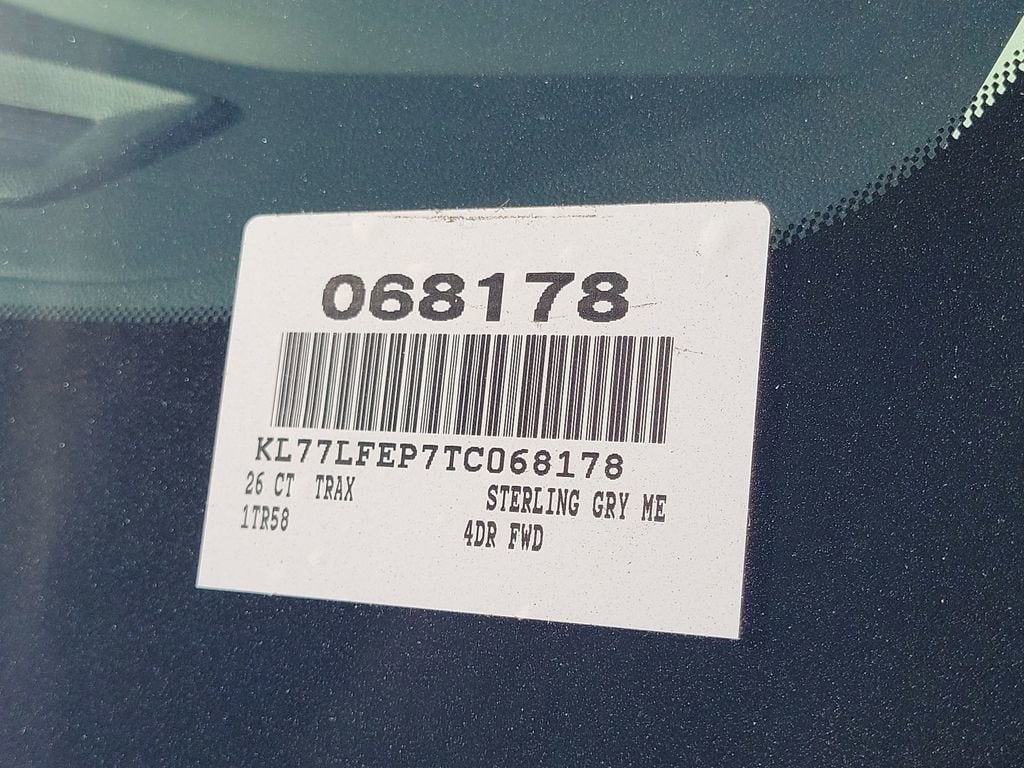 068178
KL77LFEP7TC068178
26 CT TRAX STERLING GRY ME
1TR58 4DR FWD